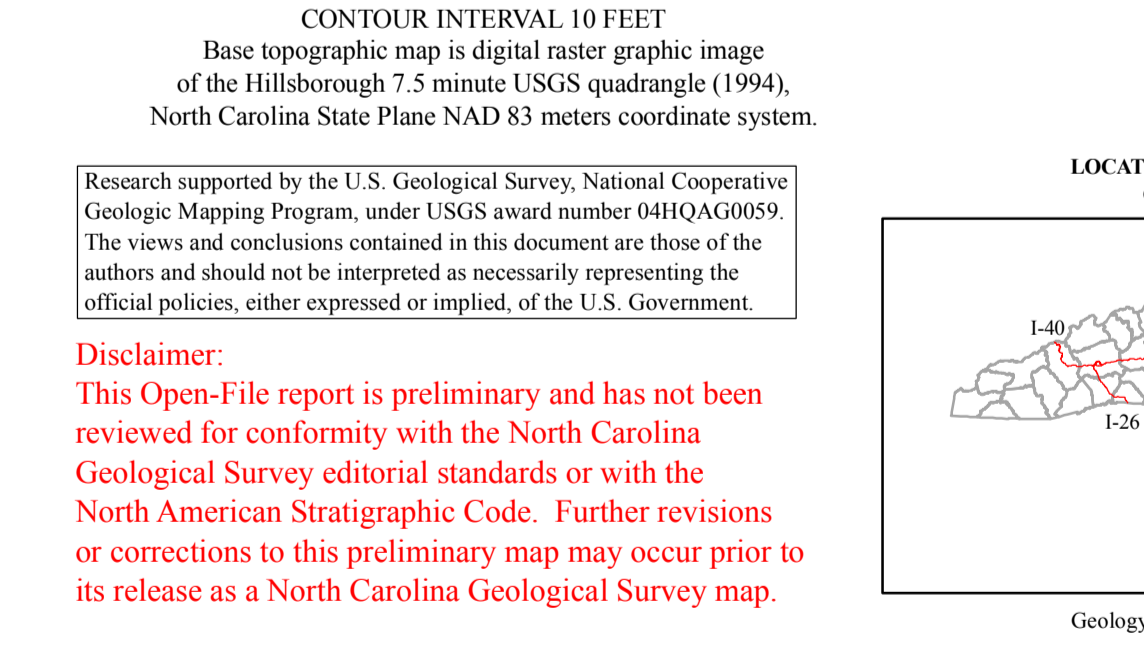 CONTOUR INTERVAL 10 FEET
Base topographic map is digital raster graphic image
of the Hillsborough 7.5 minute USGS quadrangle (1994),
North Carolina State Plane NAD 83 meters coordinate system.
Research supported by the U.S. Geological Survey, National Cooperative
Geologic Mapping Program, under USGS award number 04HQAG0059.
The views and conclusions contained in this document are those of the
authors and should not be interpreted as necessarily representing the
official policies, either expressed or implied, of the U.S. Government.
Disclaimer:
This Open-File report is preliminary and has not been
reviewed for conformity with the North Carolina
Geological Survey editorial standards or with the
North American Stratigraphic Code.  Further revisions
or corrections to this preliminary map may occur prior to
its release as a North Carolina Geological Survey map.
LOCAT
I-40
I-26
Geology